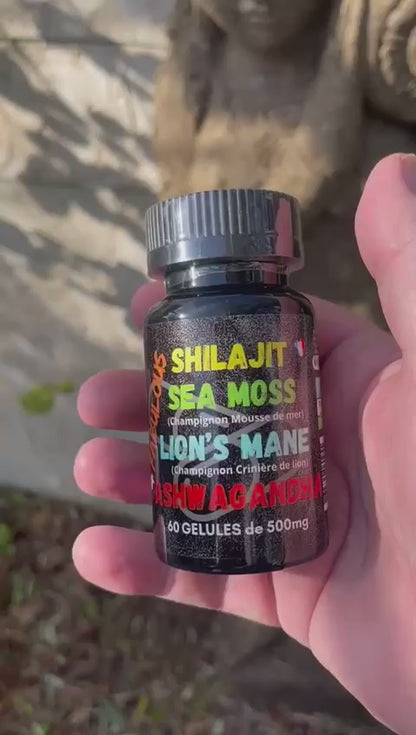 SHILAJIT
SEA MOSS
(Champignon Mousse de mer)
LION'S MANE
(Champignon Crinière de lion)
ASHWAGANDHA
60 GELULES de 500mg